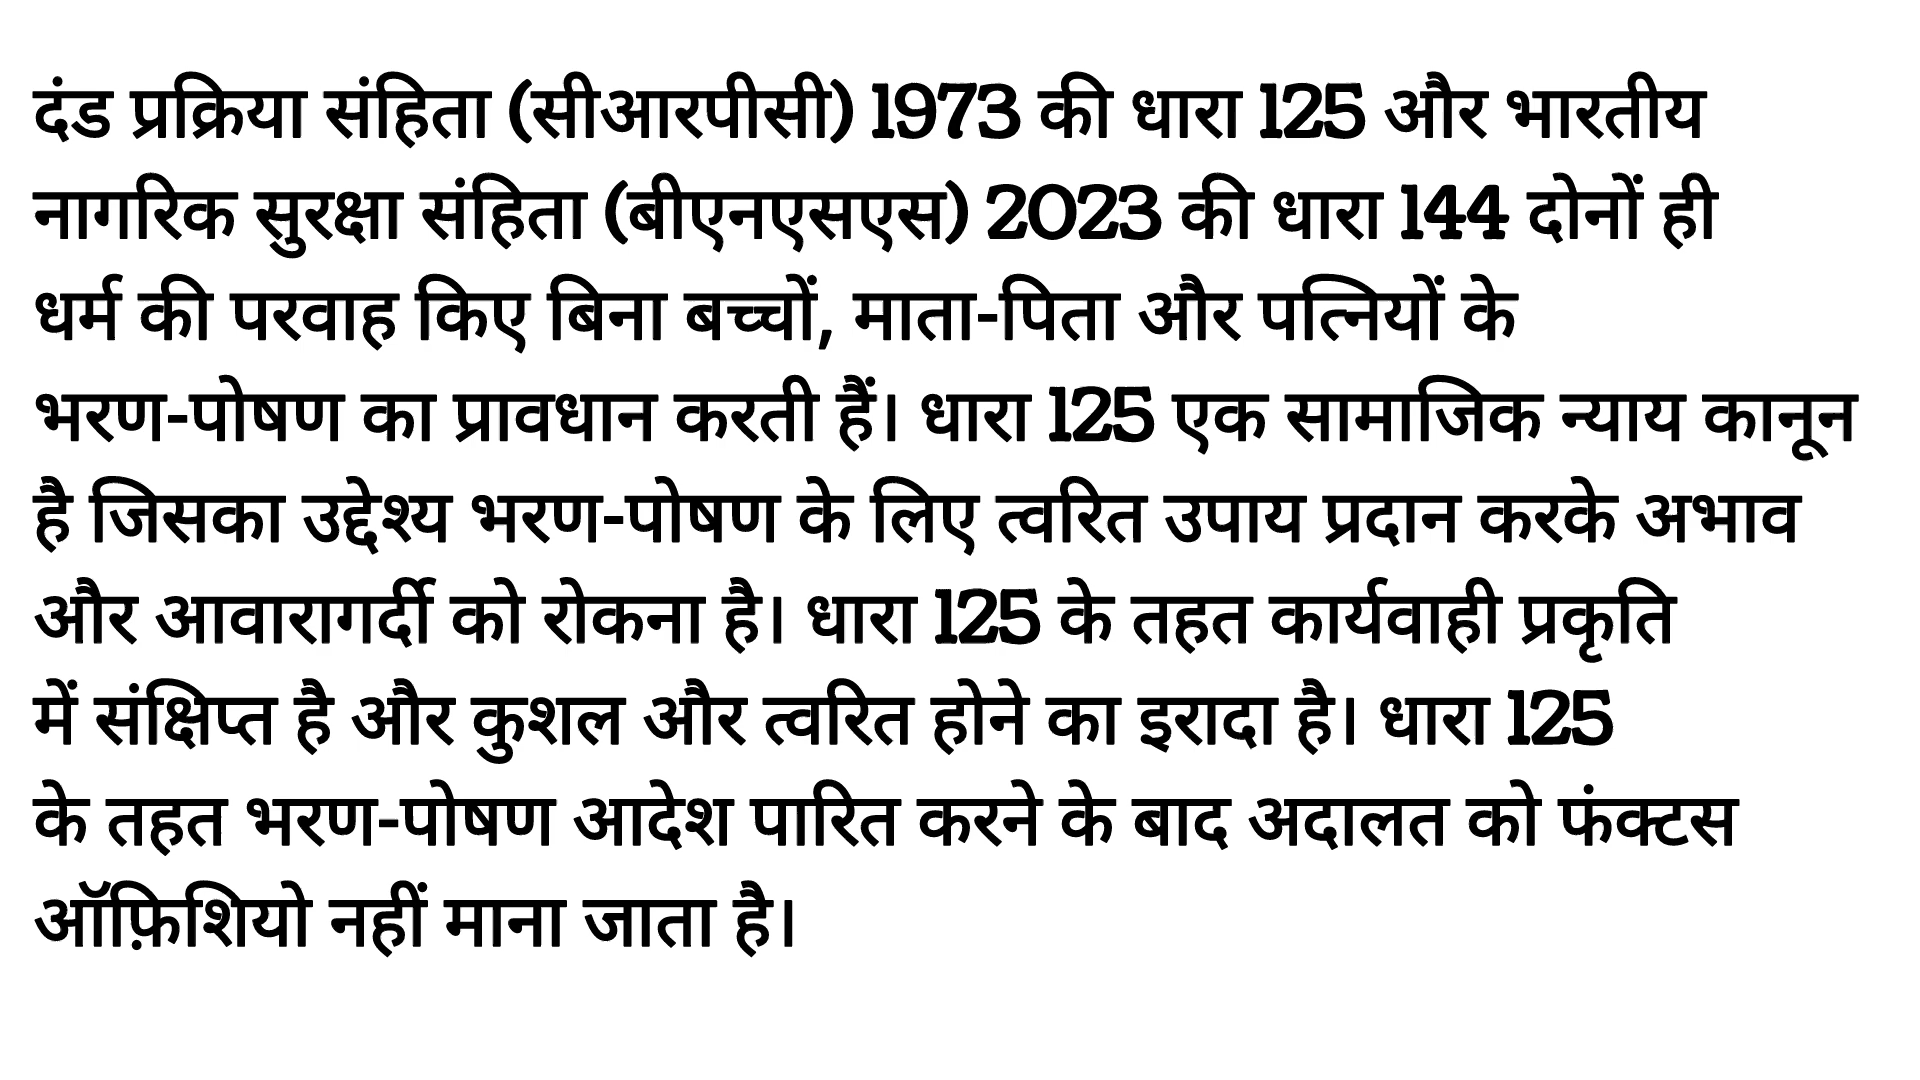 दंड प्रक्रिया संहिता (सीआरपीसी) 1973 की धारा 125 और भारतीय
नागरिक सुरक्षा संहिता (बीएनएसएस) 2023 की धारा 144 दोनों ही
धर्म की परवाह किए बिना बच्चों, माता-पिता और पत्नियों के
भरण-पोषण का प्रावधान करती हैं। धारा 125 एक सामाजिक न्याय कानून
है जिसका उद्देश्य भरण-पोषण के लिए त्वरित उपाय प्रदान करके अभाव
और आवारागर्दी को रोकना है। धारा 125 के तहत कार्यवाही प्रकृति
में संक्षिप्त है और कुशल और त्वरित होने का इरादा है। धारा 125
के तहत भरण-पोषण आदेश पारित करने के बाद अदालत को फंक्टस
ऑफ़िशियो नहीं माना जाता है।